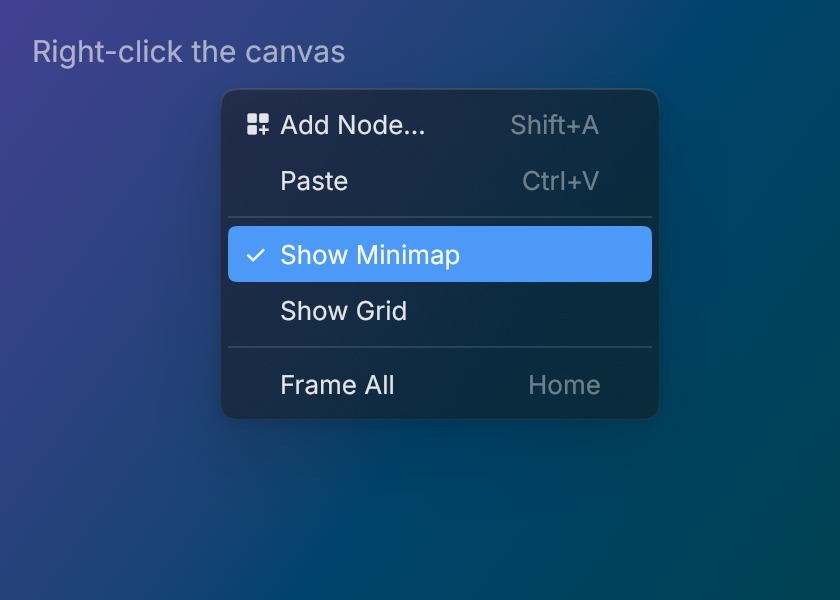 Right-click the canvas
Add Node... Shift+A
Paste Ctrl+V
Show Minimap
Show Grid
Frame All Home